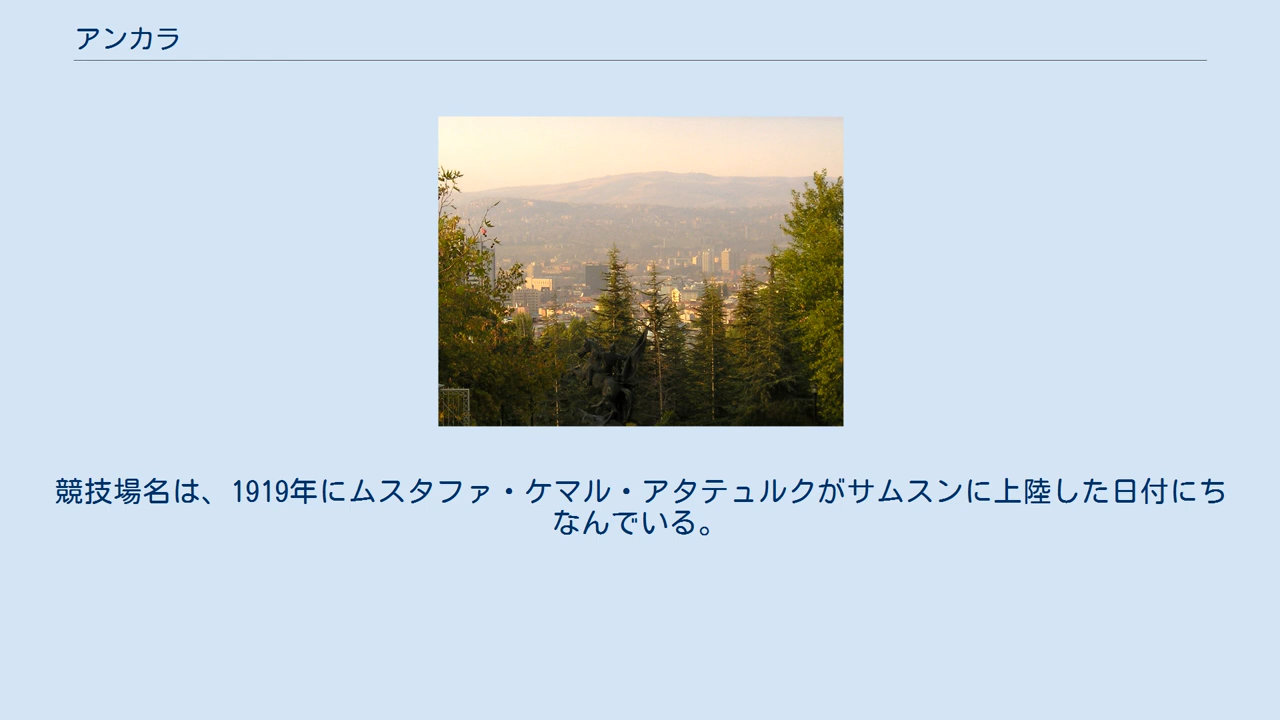 アンカラ
競技場名は、1919年にムスタファ・ケマル・アタテュルクがサムスンに上陸した日付にち
なんでいる。